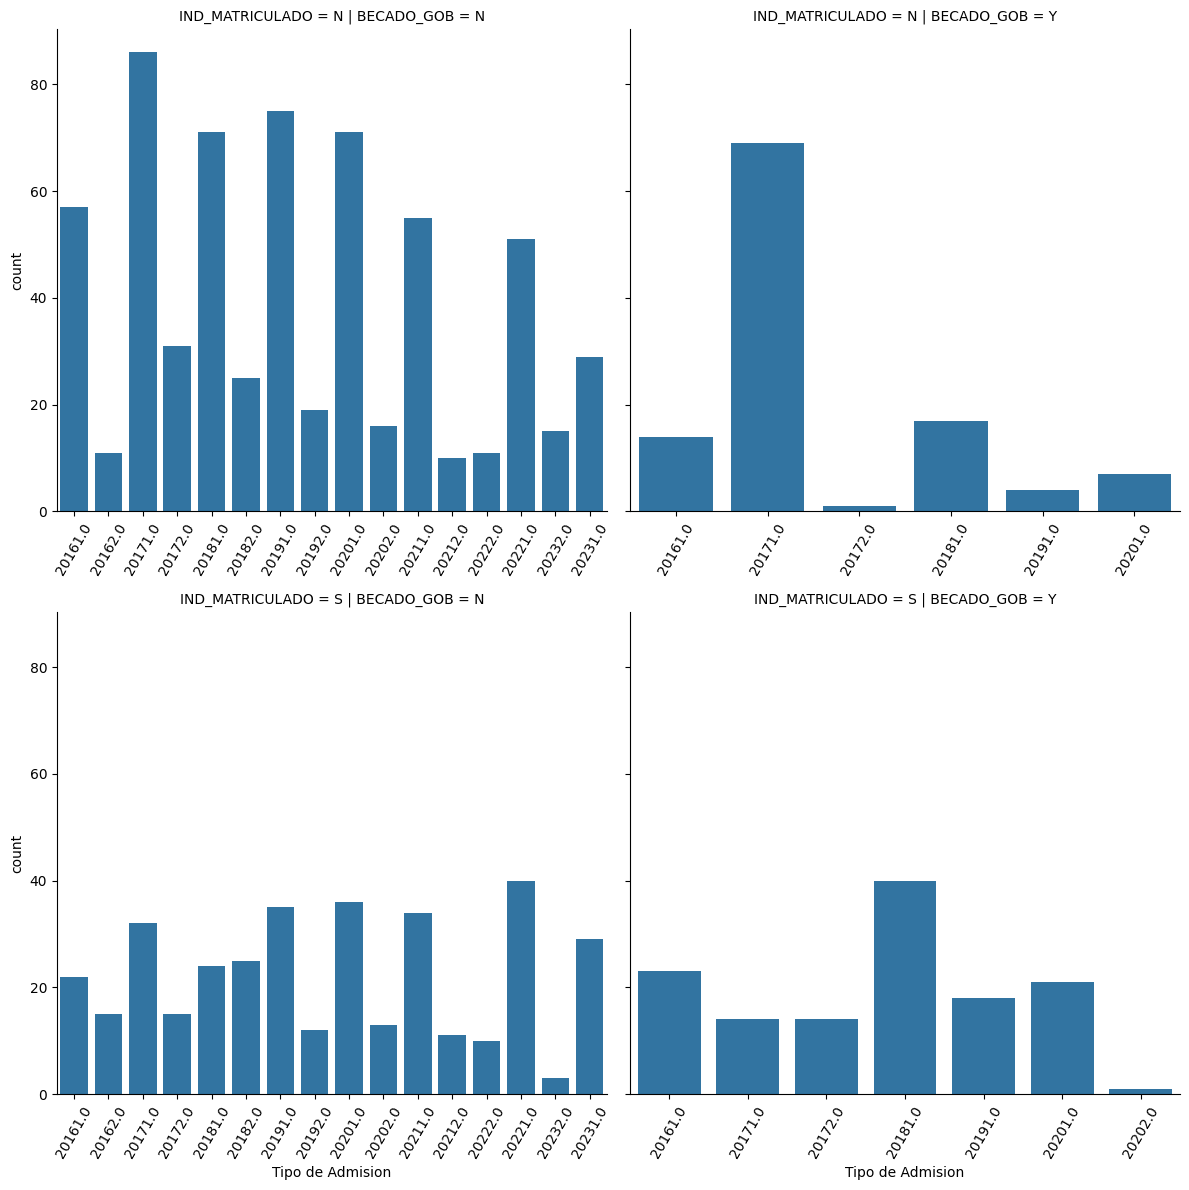 IND_MATRICULADO = N | BECADO_GOB = N
IND_MATRICULADO = N | BECADO_GOB = Y
count
80
60
40
20
0
20161.0 20162.0 20171.0 20172.0 20181.0 20182.0 20191.0 20192.0 20201.0 20202.0 20211.0 20212.0 20222.0 20221.0 20232.0 20231.0
20161.0 20171.0 20172.0 20181.0 20191.0 20201.0
IND_MATRICULADO = S | BECADO_GOB = N
IND_MATRICULADO = S | BECADO_GOB = Y
count
80
60
40
20
0
20161.0 20162.0 20171.0 20172.0 20181.0 20182.0 20191.0 20192.0 20201.0 20202.0 20211.0 20212.0 20222.0 20221.0 20232.0 20231.0
20161.0 20171.0 20172.0 20181.0 20191.0 20201.0 20202.0
Tipo de Admision
Tipo de Admision